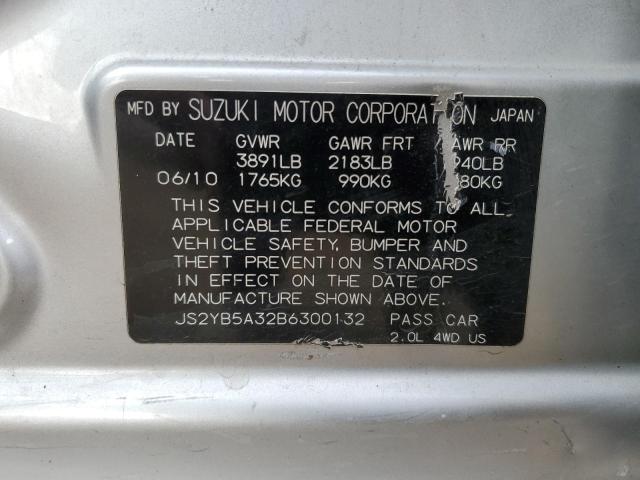 MFD BY SUZUKI MOTOR CORPORATION JAPAN
DATE GVWR GAWR FRT AWR RR
3891LB 2183LB 940LB
06/10 1765KG 990KG 80KG
THIS VEHICLE CONFORMS TO ALL
APPLICABLE FEDERAL MOTOR
VEHICLE SAFETY, BUMPER AND
THEFT PREVENTION STANDARDS
IN EFFECT ON THE DATE OF
MANUFACTURE SHOWN ABOVE.
JS2YB5A32B6300132 PASS CAR
2.0L 4WD US